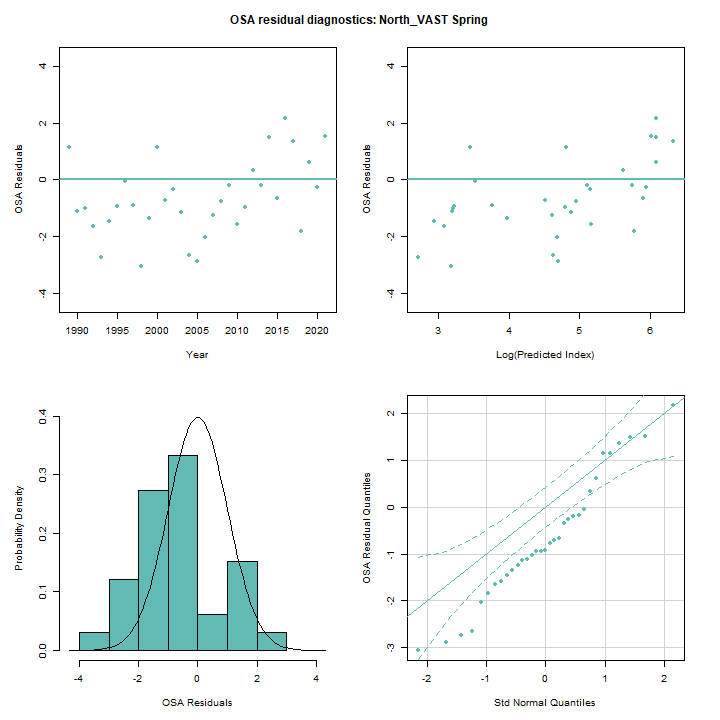 OSA residual diagnostics: North_VAST Spring
OSA Residuals
4
2
0
-2
-4
1990 1995 2000 2005 2010 2015 2020
Year
OSA Residuals
4
2
0
-2
-4
3 4 5 6
Log(Predicted Index)
Probability Density
0.4
0.3
0.2
0.1
0.0
-4 -2 0 2 4
OSA Residuals
OSA Residual Quantiles
2
1
0
-1
-2
-3
-2 -1 0 1 2
Std Normal Quantiles